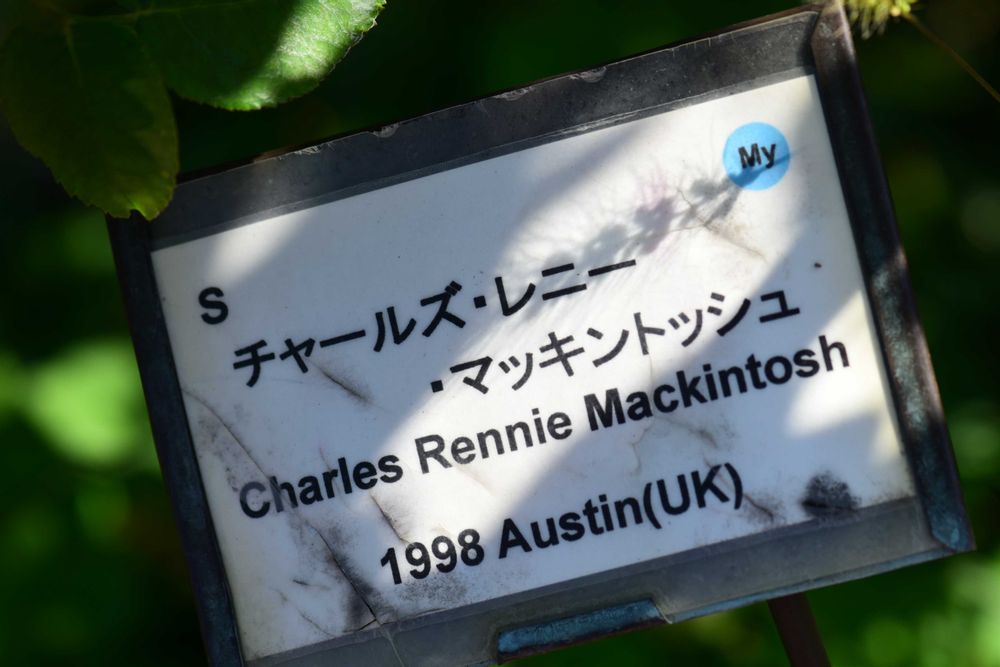 My
S
チャールズ・レニー
・マッキントッシュ
Charles Rennie Mackintosh
1998 Austin(UK)